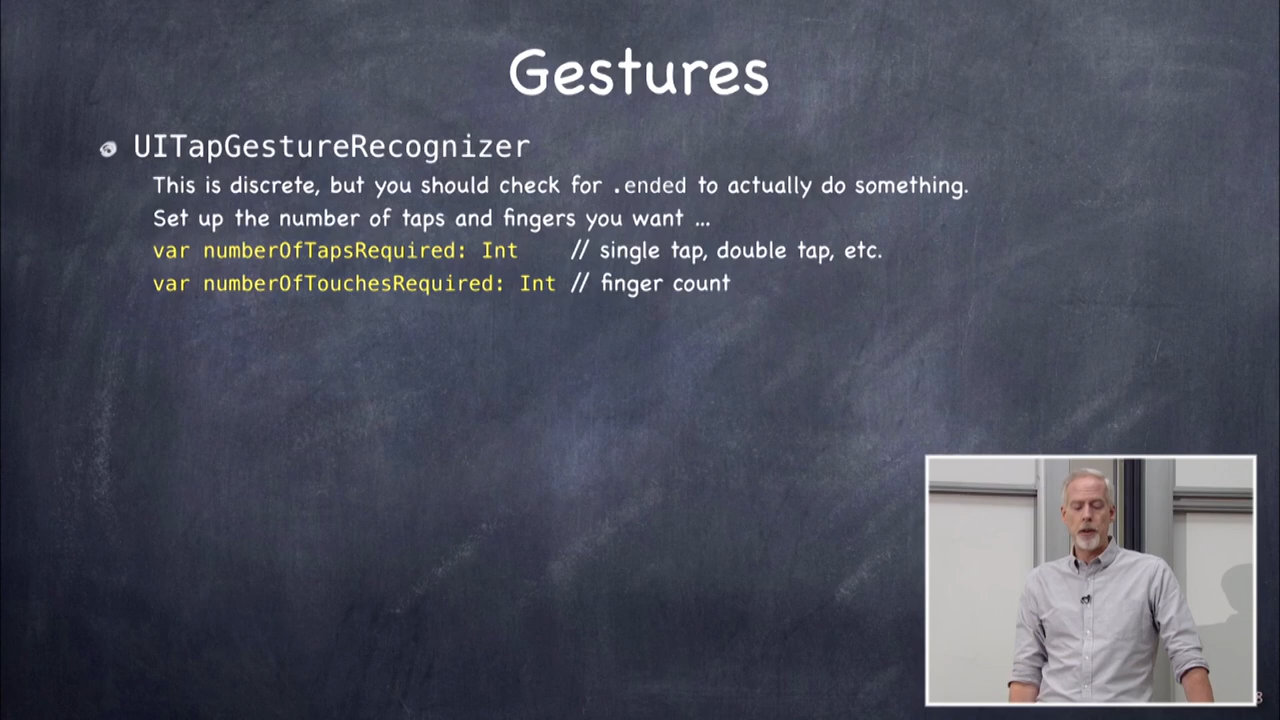 Gestures
UITapGestureRecognizer
This is discrete, but you should check for .ended to actually do something.
Set up the number of taps and fingers you want ...
var numberOfTapsRequired: Int // single tap, double tap, etc.
var numberOfTouchesRequired: Int // finger count
8